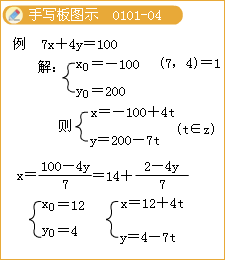 手写板图示 0101-04
例 7x+4y=100
解: x₀=-100 (7, 4)=1
y₀=200
则 x=-100+4t
y=200-7t (t∈z)
x=100-4y/7=14+2-4y/7
x₀=12 x=12+4t
y₀=4 y=4-7t